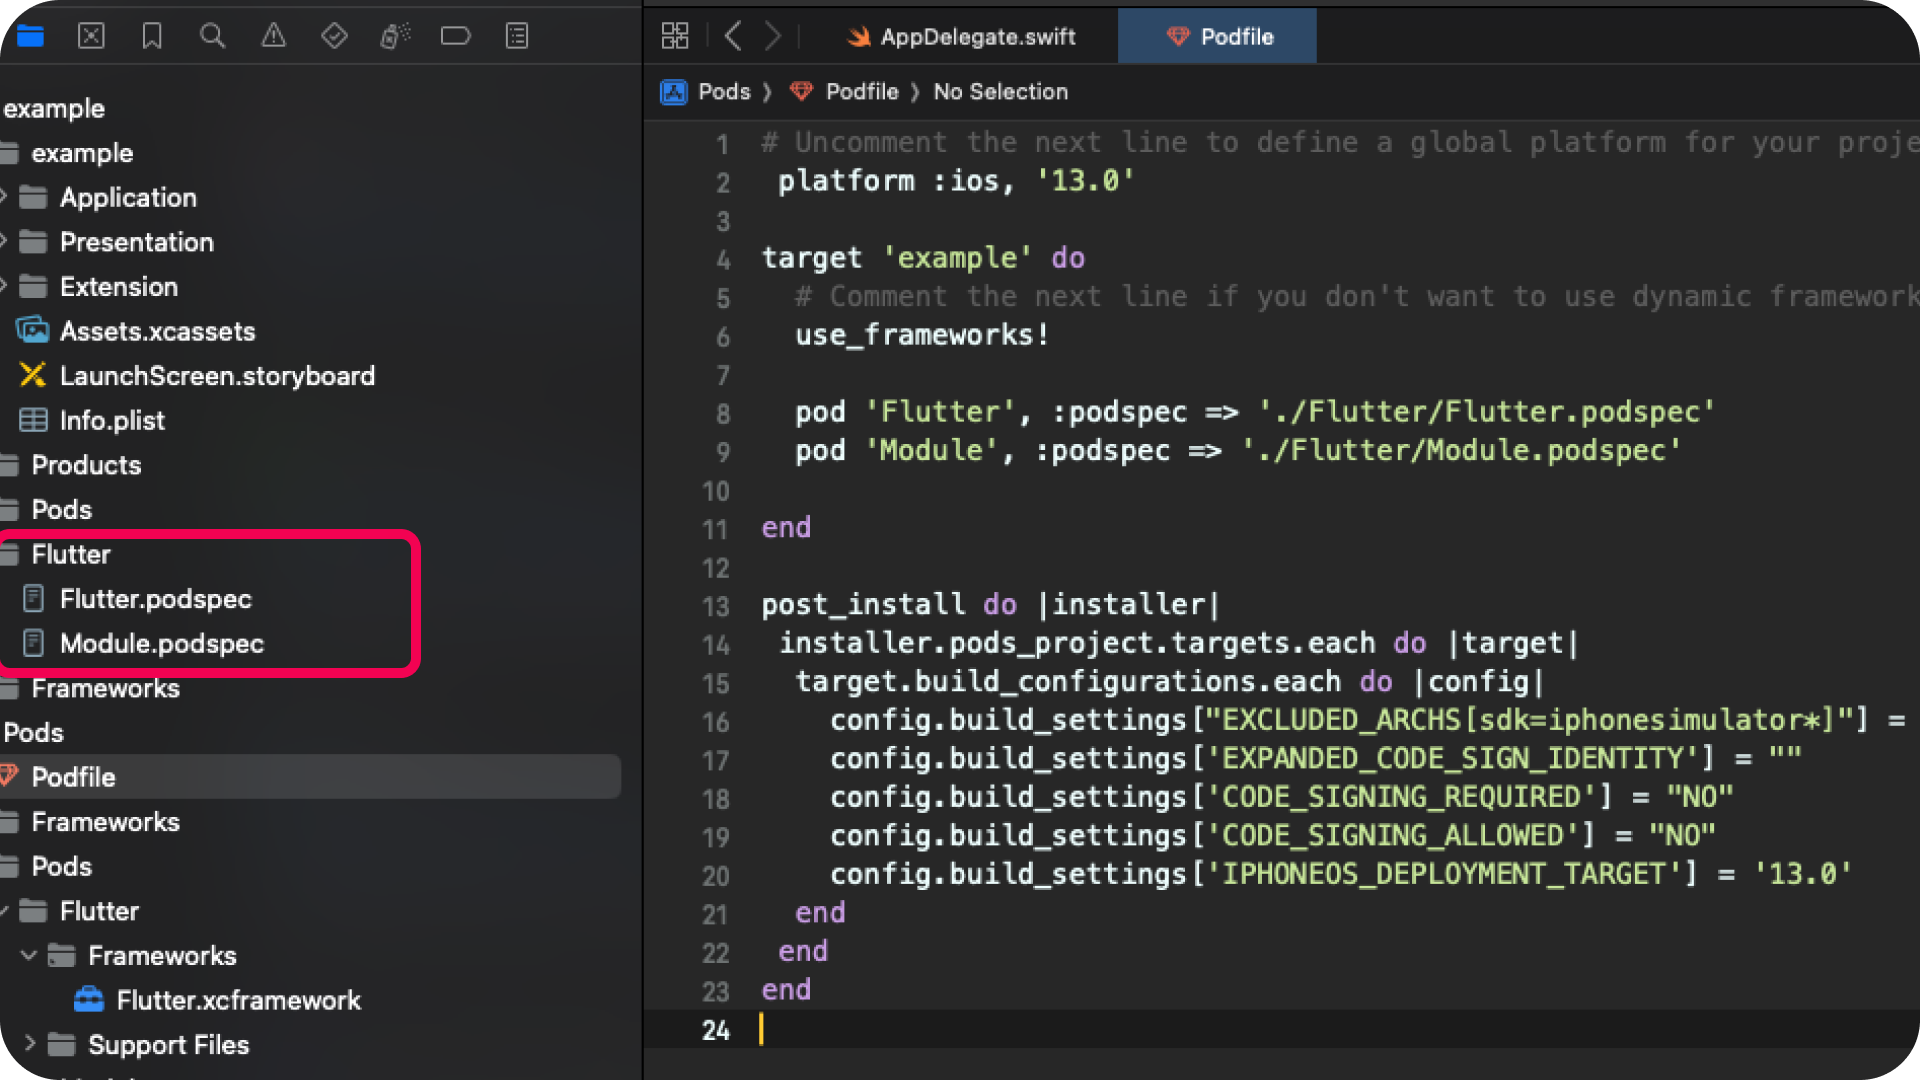 example
example
Application
Presentation
Extension
Assets.xcassets
LaunchScreen.storyboard
Info.plist
Products
Pods
Flutter
Flutter.podspec
Module.podspec
Frameworks
Pods
Podfile
Frameworks
Pods
Flutter
Frameworks
Flutter.xcframework
Support Files
AppDelegate.swift
Podfile
Pods 〉 Podfile 〉 No Selection
1 # Uncomment the next line to define a global platform for your proje
2 platform :ios, '13.0'
3
4 target 'example' do
5 # Comment the next line if you don't want to use dynamic framework
6 use_frameworks!
7
8 pod 'Flutter', :podspec => './Flutter/Flutter.podspec'
9 pod 'Module', :podspec => './Flutter/Module.podspec'
10
11 end
12
13 post_install do |installer|
14 installer.pods_project.targets.each do |target|
15 target.build_configurations.each do |config|
16 config.build_settings["EXCLUDED_ARCHS[sdk=iphonesimulator*]"] =
17 config.build_settings['EXPANDED_CODE_SIGN_IDENTITY'] = ""
18 config.build_settings['CODE_SIGNING_REQUIRED'] = "NO"
19 config.build_settings['CODE_SIGNING_ALLOWED'] = "NO"
20 config.build_settings['IPHONEOS_DEPLOYMENT_TARGET'] = '13.0'
21 end
22 end
23 end
24